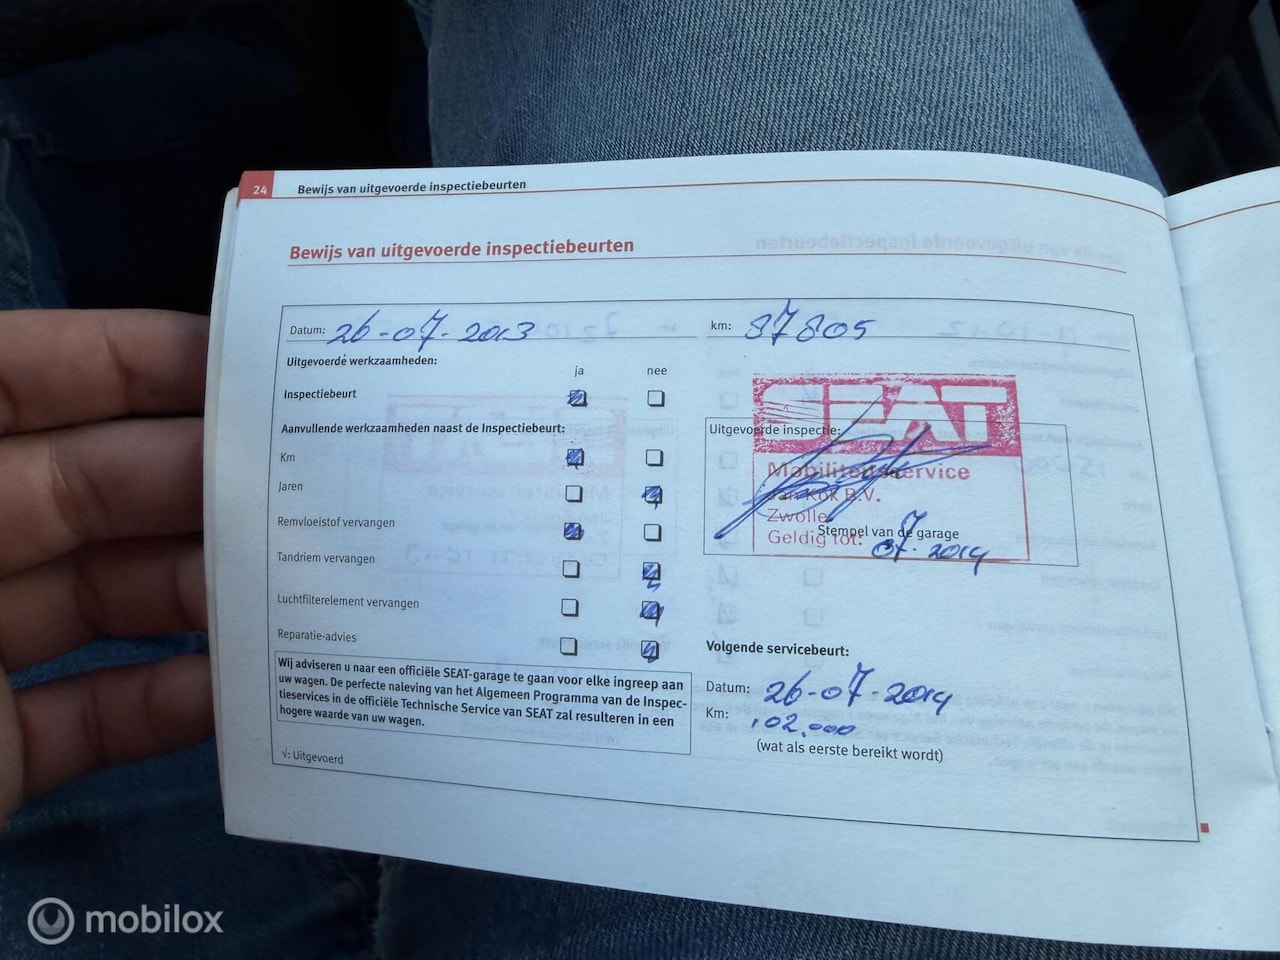 24 Bewijs van uitgevoerde inspectiebeurten
Bewijs van uitgevoerde inspectiebeurten
Datum: 26-07-2013
km: 87805
Uitgevoerde werkzaamheden:
ja nee
Inspectiebeurt
Aanvullende werkzaamheden naast de Inspectiebeurt:
Km
Jaren
Remvloeistof vervangen
Tandriem vervangen
Luchtfilterelement vervangen
Reparatie-advies
Wij adviseren u naar een officiële SEAT-garage te gaan voor elke ingreep aan
uw wagen. De perfecte naleving van het Algemeen Programma van de Inspec-
tieservices in de officiële Technische Service van SEAT zal resulteren in een
hogere waarde van uw wagen.
√: Uitgevoerd
SEAT
Uitgevoerde inspectie:
Mobiliteitsservice
Jan Kok B.V.
Zwolle
Stempel van de garage
Geldig tot: 07-2014
Volgende servicebeurt:
Datum: 26-07-2014
Km: 102.000
(wat als eerste bereikt wordt)
mobilox